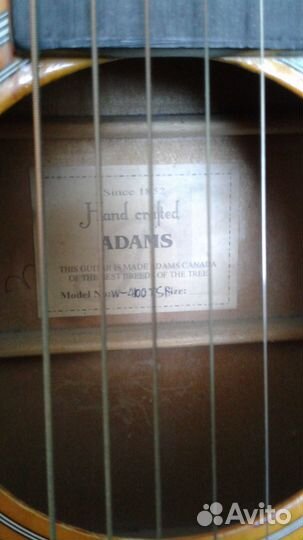 Since 1852
Hand crafted
ADAMS
THIS GUITAR IS MADE ADAMS CANADA
OF THE BEST BREEDS OF THE TREE
Model No: W-4100 Size:
Avito